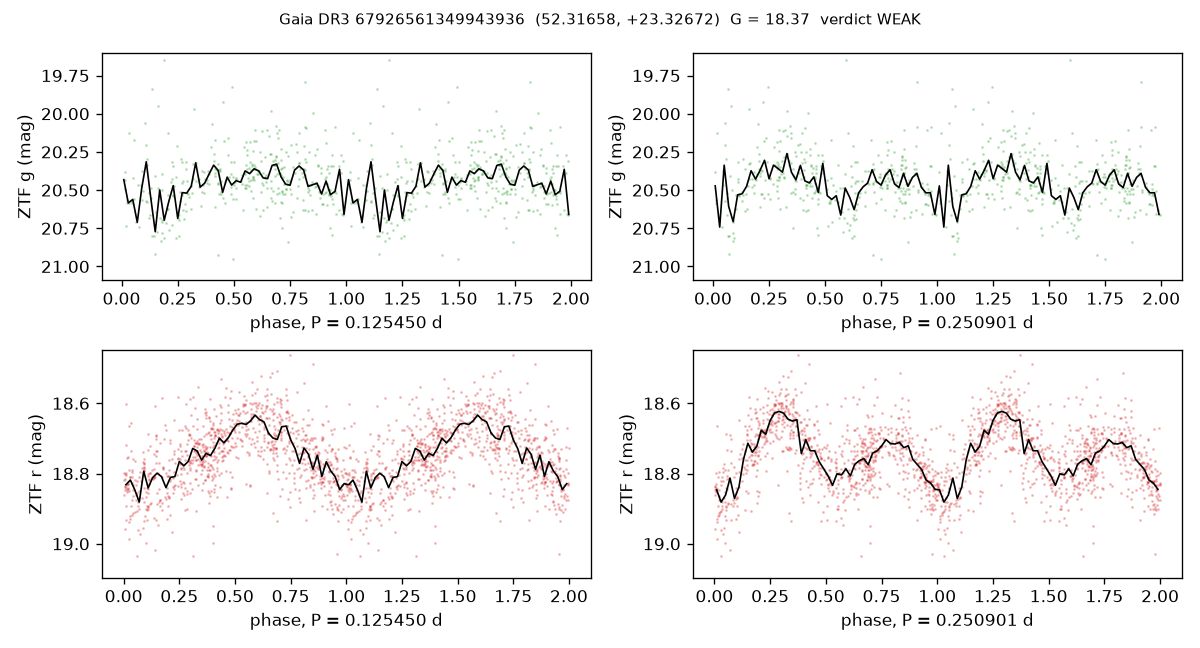 Gaia DR3 67926561349943936 (52.31658, +23.32672) G = 18.37 verdict WEAK
ZTF g (mag)
19.75
20.00
20.25
20.50
20.75
21.00
0.00 0.25 0.50 0.75 1.00 1.25 1.50 1.75 2.00
phase, P = 0.125450 d
ZTF g (mag)
19.75
20.00
20.25
20.50
20.75
21.00
0.00 0.25 0.50 0.75 1.00 1.25 1.50 1.75 2.00
phase, P = 0.250901 d
ZTF r (mag)
18.6
18.8
19.0
0.00 0.25 0.50 0.75 1.00 1.25 1.50 1.75 2.00
phase, P = 0.125450 d
ZTF r (mag)
18.6
18.8
19.0
0.00 0.25 0.50 0.75 1.00 1.25 1.50 1.75 2.00
phase, P = 0.250901 d